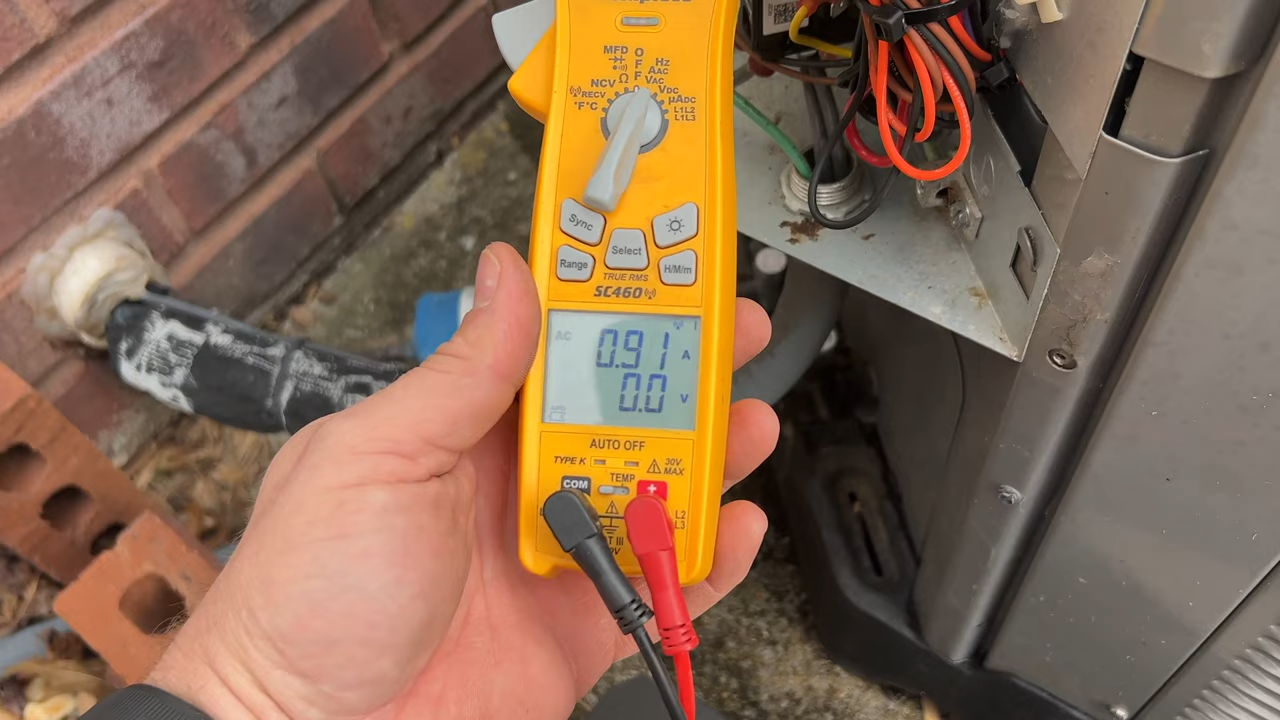 MFD
O
F
F
Hz
AAC
VAC
VDC
µADC
L1L2
L1L3
Ω
NCV
RECV
°F°C
Sync
Select
Range
H/M/m
TRUE RMS
SC460
AC
0.91 A
0.0 V
AUTO OFF
TYPE K
30V
MAX
COM
TEMP
+
L2
L3